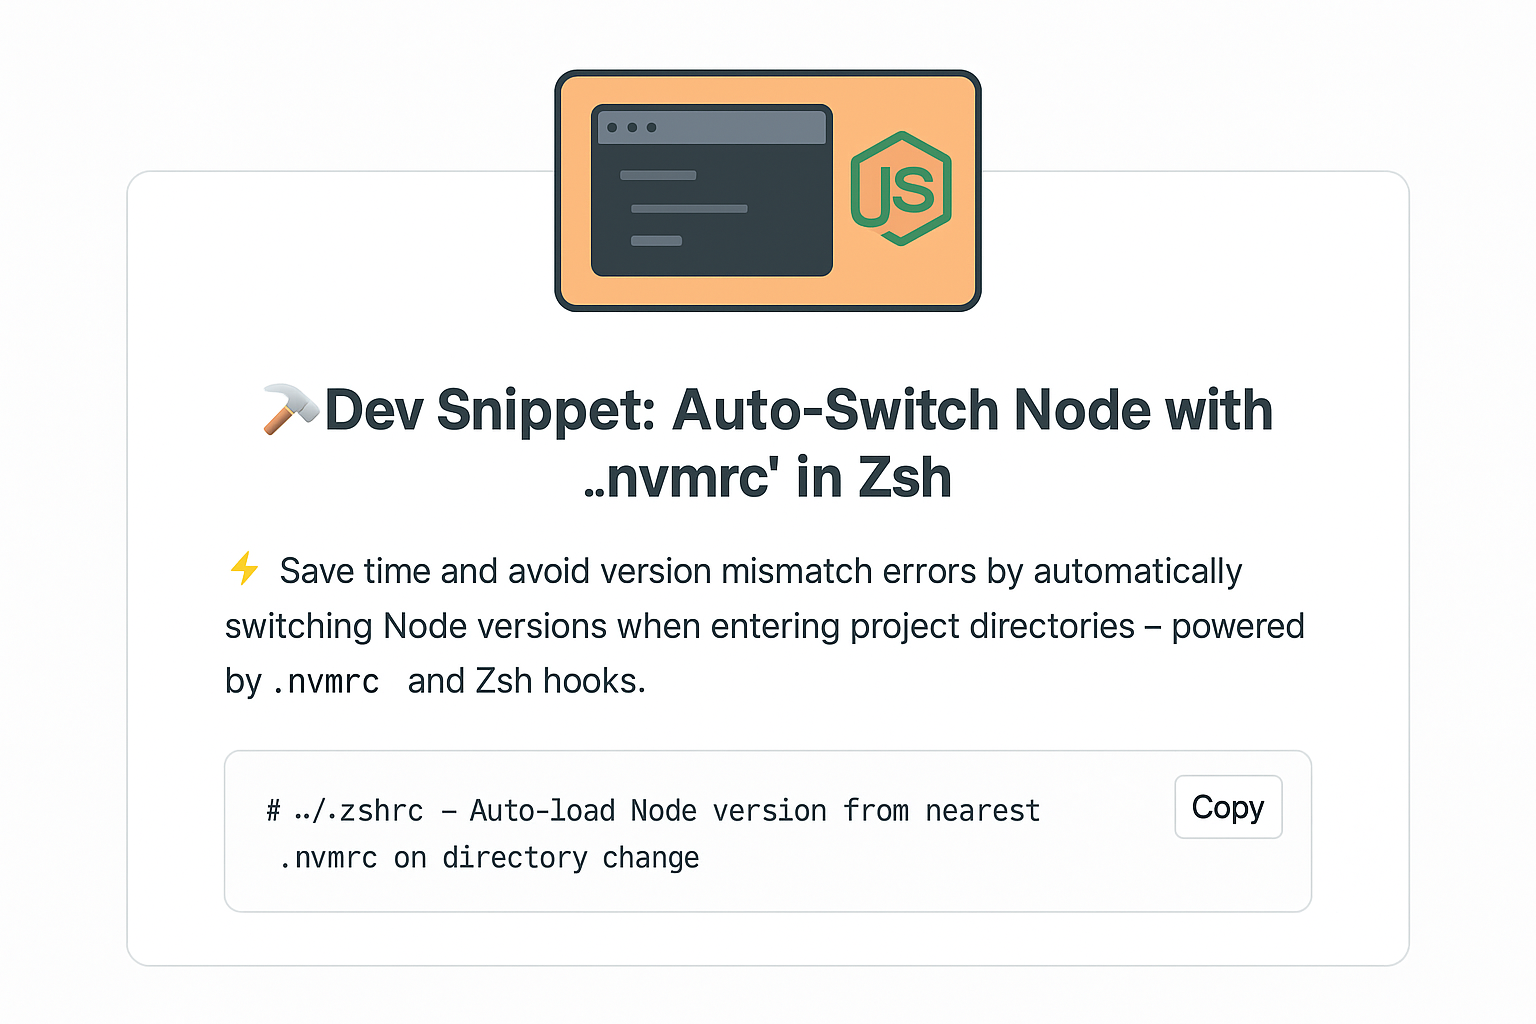 JS
🔨Dev Snippet: Auto-Switch Node with
..nvmrc' in Zsh
⚡ Save time and avoid version mismatch errors by automatically
switching Node versions when entering project directories – powered
by .nvmrc and Zsh hooks.
# ../.zshrc – Auto-load Node version from nearest
.nvmrc on directory change
Copy